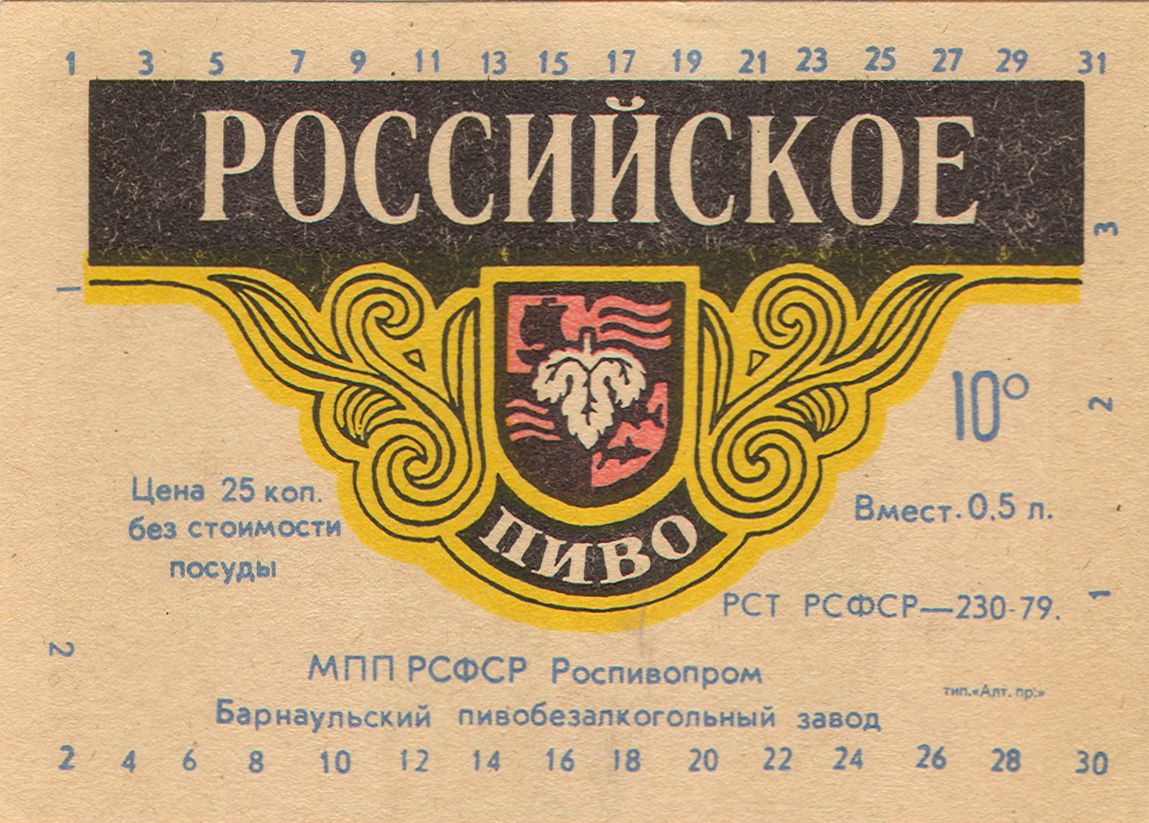 1 3 5 7 9 11 13 15 17 19 21 23 25 27 29 31
РОССИЙСКОЕ
3
1
10°
2
Цена 25 коп.
без стоимости
посуды
Вмест. 0,5 л.
ПИВО
1
РСТ РСФСР—230-79.
2
МПП РСФСР Роспивопром
тип. «Алт. пр.»
Барнаульский пивобезалкогольный завод
2 4 6 8 10 12 14 16 18 20 22 24 26 28 30